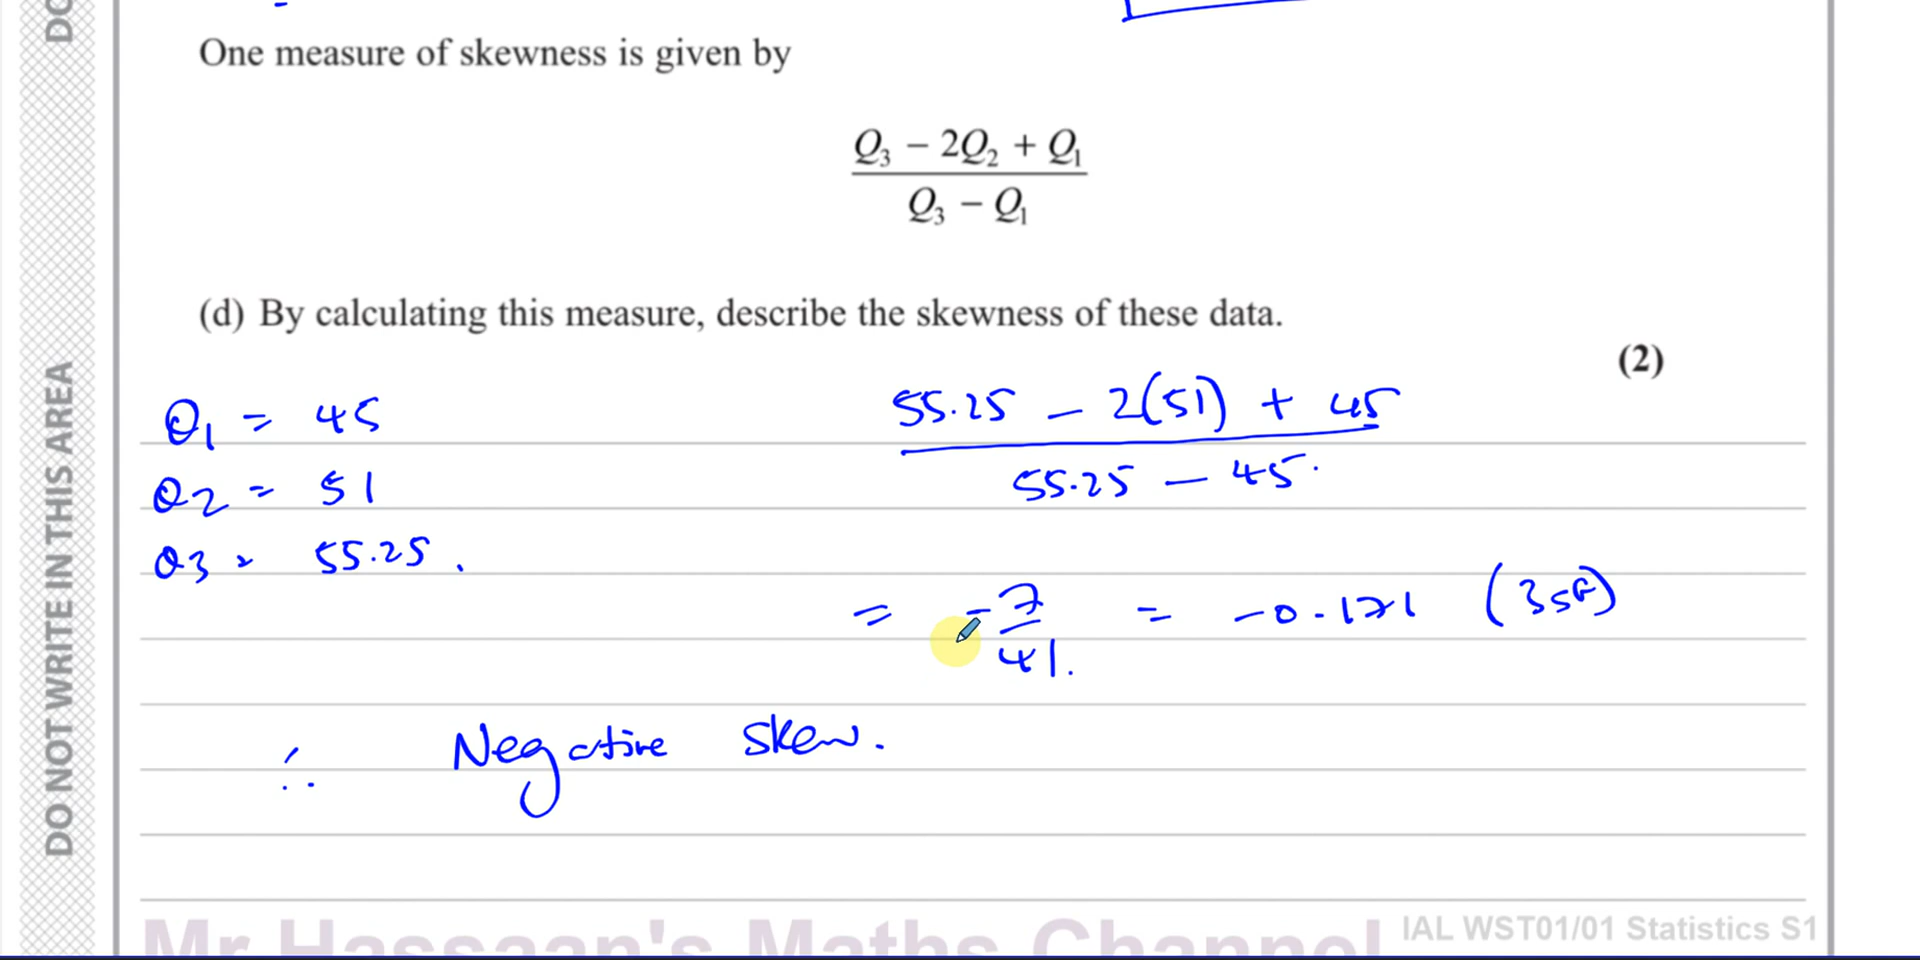 DO
One measure of skewness is given by
Q₃ − 2Q₂ + Q₁
Q₃ − Q₁
(d) By calculating this measure, describe the skewness of these data.
(2)
Q1 = 45
Q2 = 51
Q3 = 55.25.
55.25 − 2(51) + 45
55.25 − 45.
= -7/41. = -0.171 (3SF)
∴ Negative skew.
DO NOT WRITE IN THIS AREA
Mr Hassaan's Maths Channel
IAL WST01/01 Statistics S1